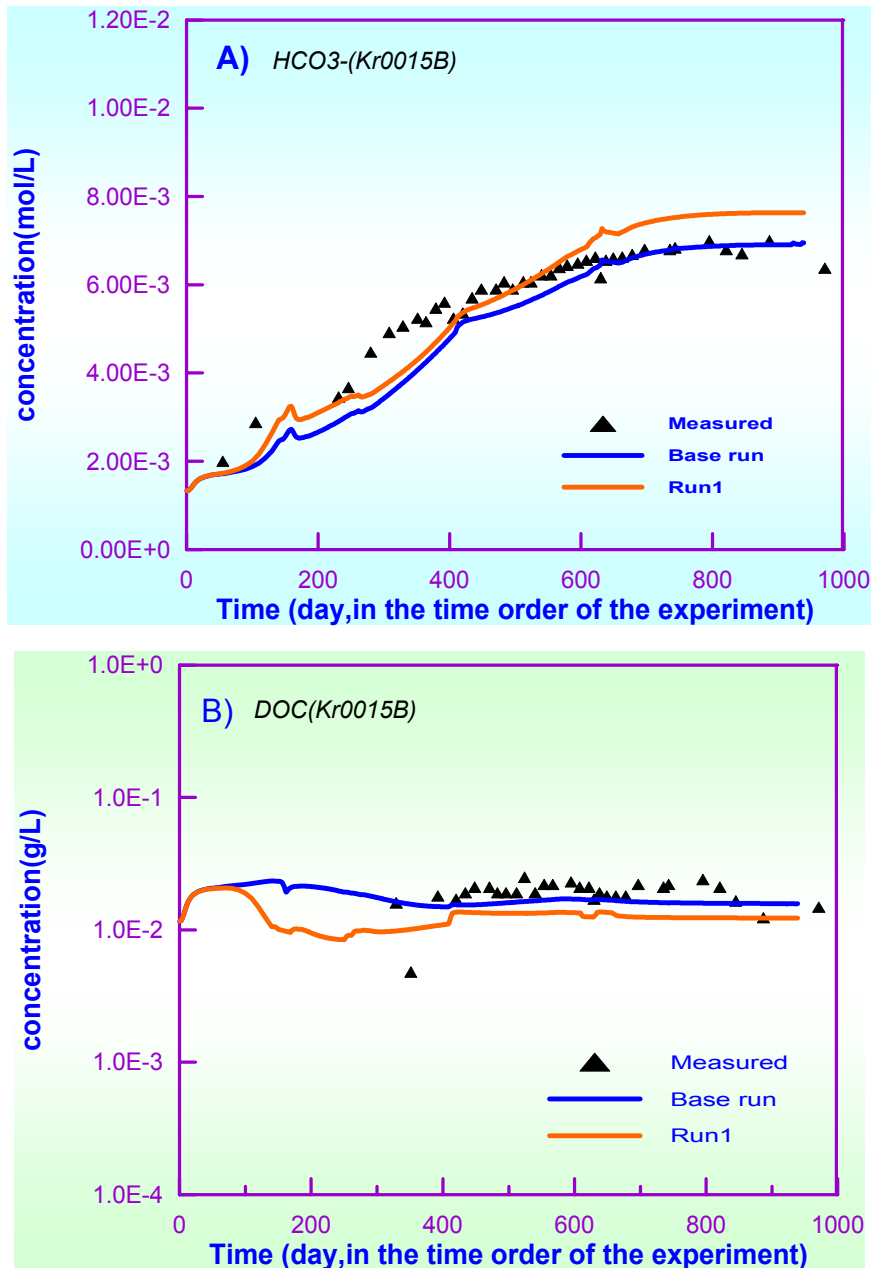 A) HCO3-(Kr0015B)
1.20E-2
1.00E-2
8.00E-3
6.00E-3
4.00E-3
2.00E-3
0.00E+0
concentration(mol/L)
Measured
Base run
Run1
0 200 400 600 800 1000
Time (day,in the time order of the experiment)
B) DOC(Kr0015B)
1.0E+0
1.0E-1
1.0E-2
1.0E-3
1.0E-4
concentration(g/L)
Measured
Base run
Run1
0 200 400 600 800 1000
Time (day,in the time order of the experiment)